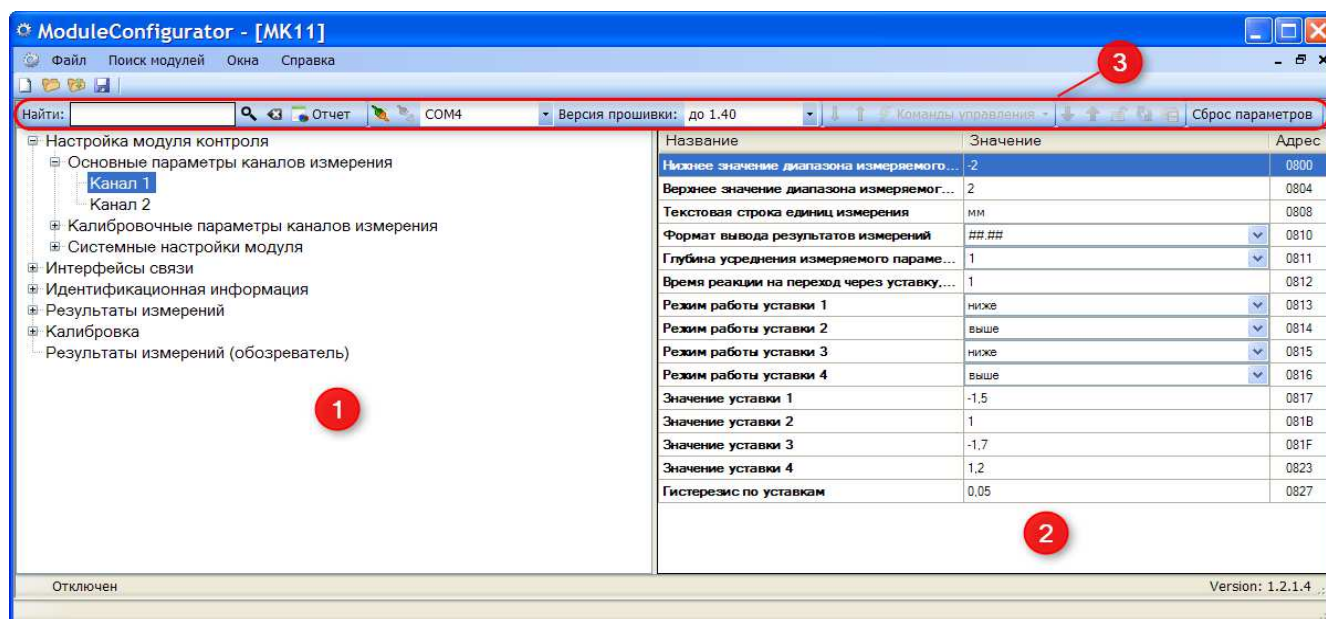 ModuleConfigurator - [МК11]
Файл Поиск модулей Окна Справка
3
Найти: Отчет COM4 Версия прошивки: до 1.40 Команды управления Сброс параметров
Настройка модуля контроля
Основные параметры каналов измерения
Канал 1
Канал 2
Калибровочные параметры каналов измерения
Системные настройки модуля
Интерфейсы связи
Идентификационная информация
Результаты измерений
Калибровка
Результаты измерений (обозреватель)
1
Название Значение Адрес
Нижнее значение диапазона измеряемого... -2 0800
Верхнее значение диапазона измеряемог... 2 0804
Текстовая строка единиц измерения мм 0808
Формат вывода результатов измерений ##.## 0810
Глубина усреднения измеряемого параме... 1 0811
Время реакции на переход через уставку,... 1 0812
Режим работы уставки 1 ниже 0813
Режим работы уставки 2 выше 0814
Режим работы уставки 3 ниже 0815
Режим работы уставки 4 выше 0816
Значение уставки 1 -1,5 0817
Значение уставки 2 1 081B
Значение уставки 3 -1,7 081F
Значение уставки 4 1,2 0823
Гистерезис по уставкам 0,05 0827
2
Отключен Version: 1.2.1.4